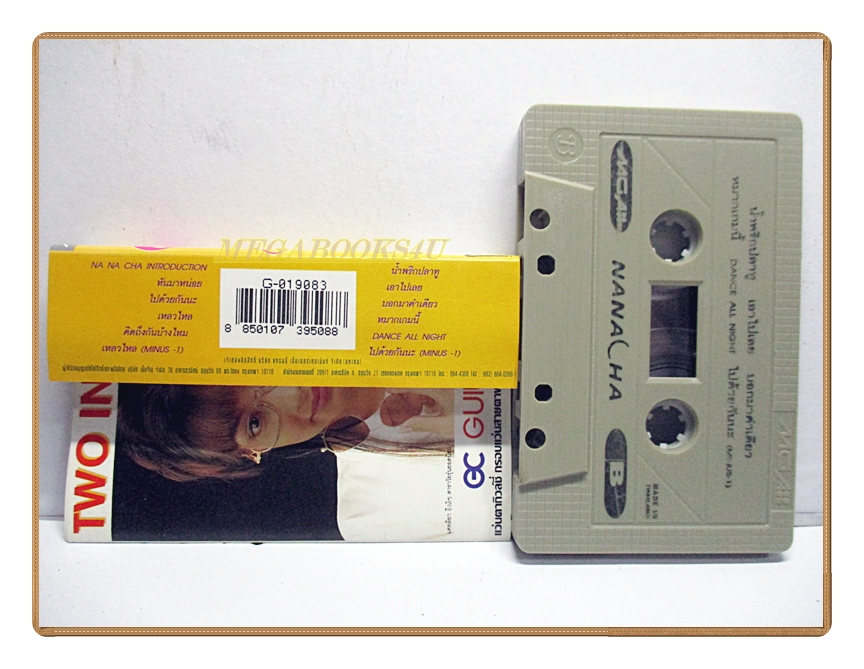 MEGABOOKS4U
NA NA CHA INTRODUCTION
หันมาหน่อย
ไปด้วยกันนะ
เหลวไหล
คิดถึงกันบ้างไหม
เหลวไหล (MINUS -1)
G-019083
8 850107 395088
น้ำพริกปลาทู
เอาไปเลย
บอกมาคำเดียว
หมากเกมนี้
DANCE ALL NIGHT
ไปด้วยกันนะ (MINUS -1)
TWO IN
GC GUI
B
MGA
NANACHA
B
MADE IN
น้ำพริกปลาทู เอาไปเลย บอกมาคำเดียว
หมากเกมนี้ DANCE ALL NIGHT ไปด้วยกันนะ (MINUS-1)
MGA